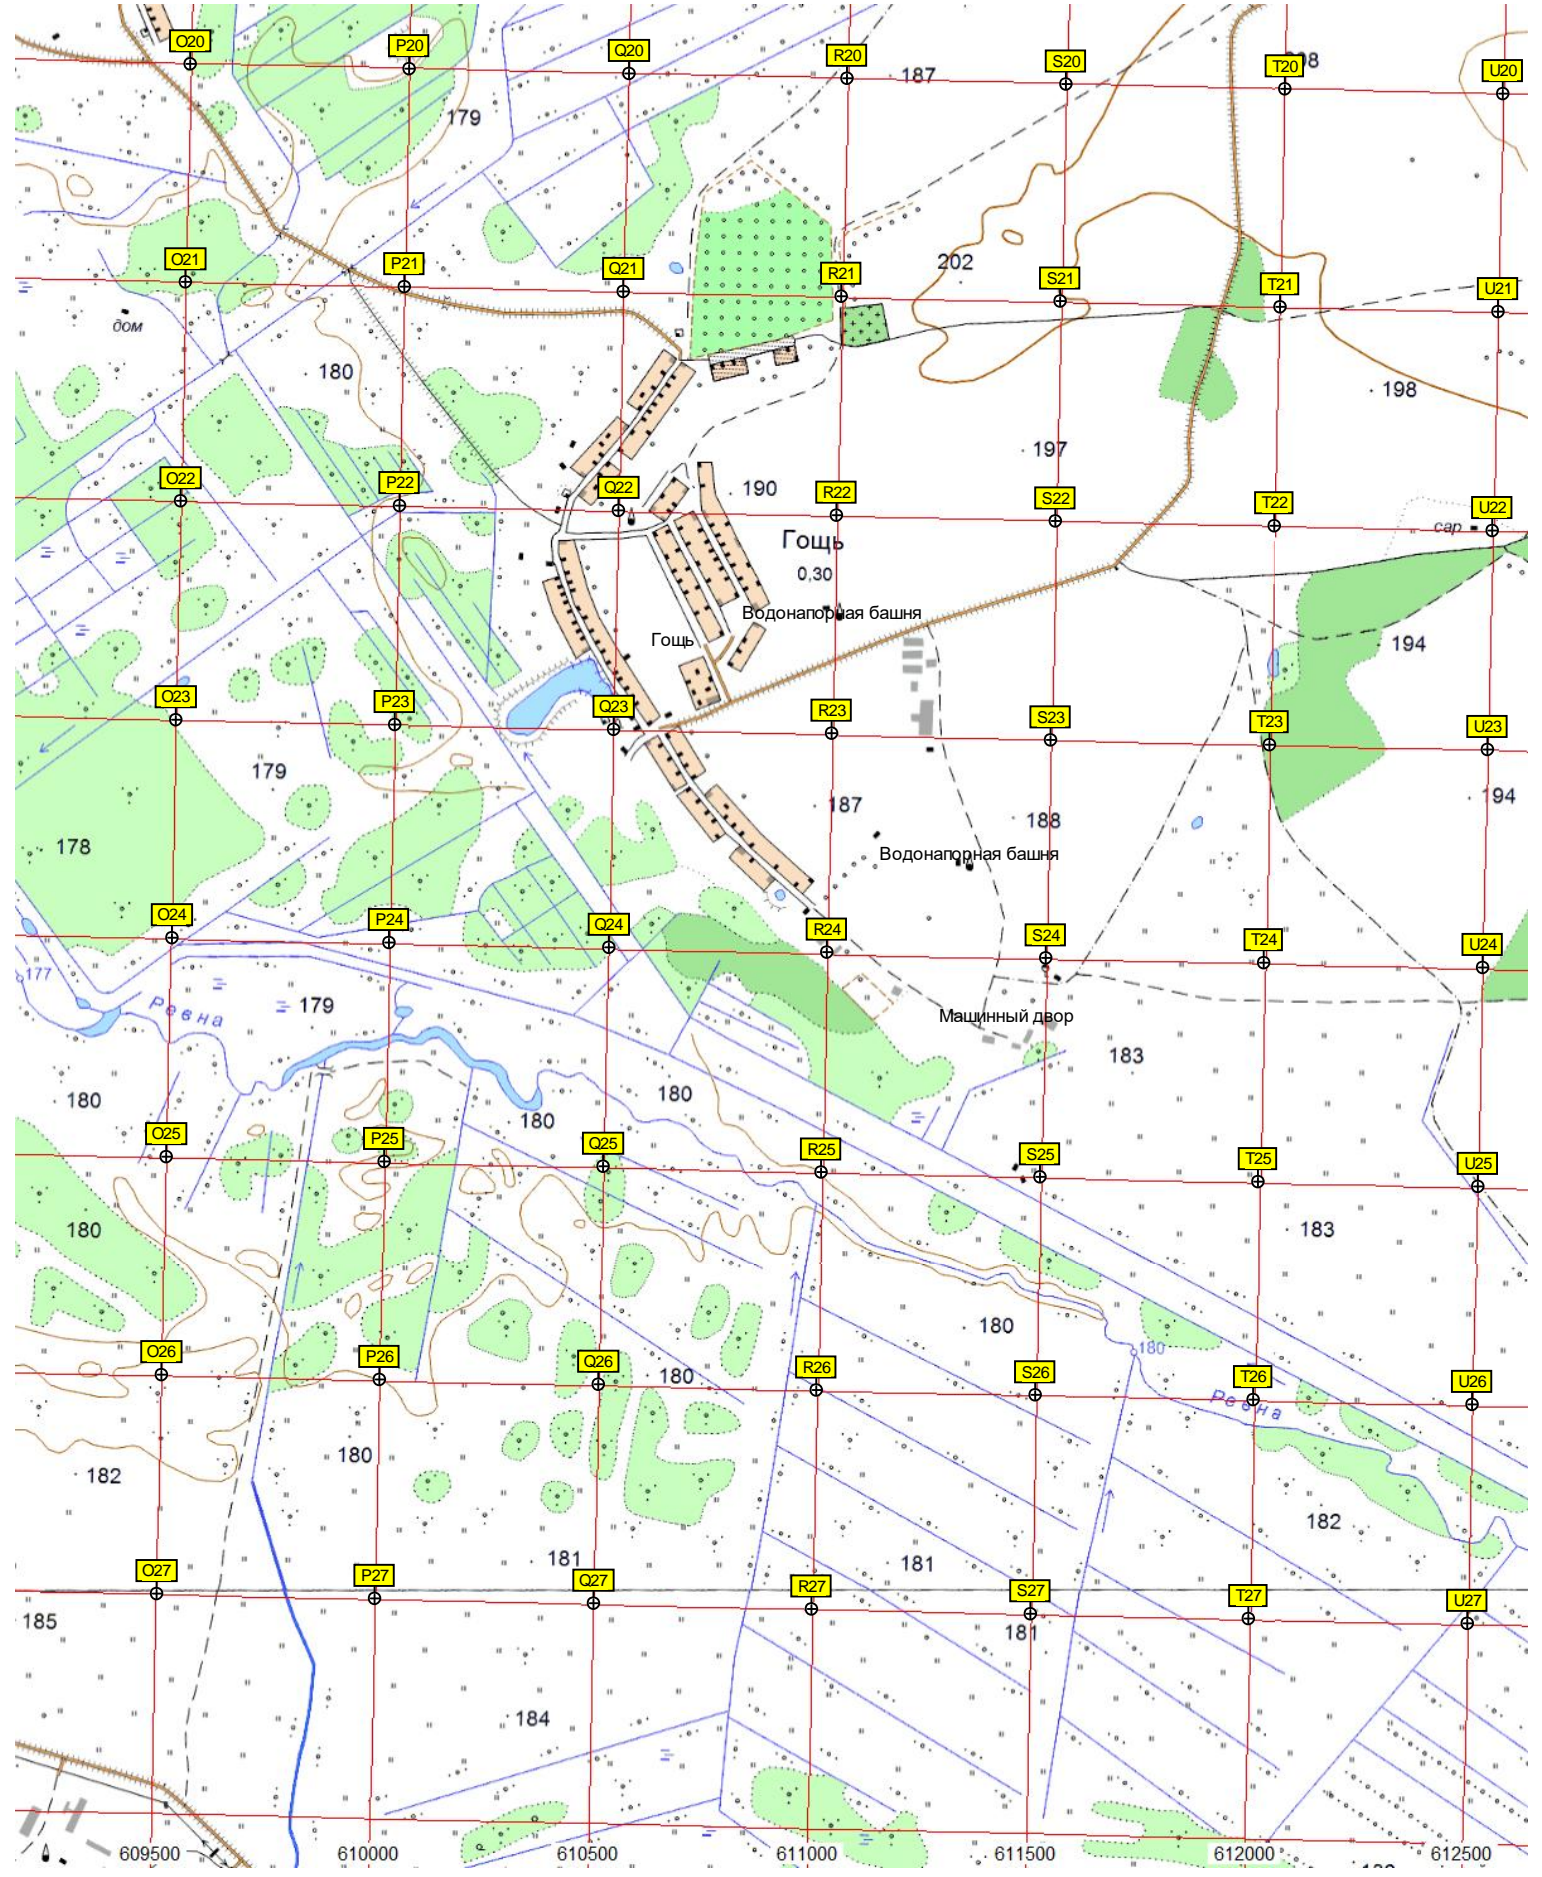 O20 P20 Q20 R20 S20 T20 U20
187
179
180
202
O21 P21 Q21 R21 S21 T21 U21
дом
180
198
197
190
O22 P22 Q22 R22 S22 T22 U22
сар
Гощь
0,30
Водонапорная башня
Гощь
194
O23 P23 Q23 R23 S23 T23 U23
179
187
194
188
178
Водонапорная башня
O24 P24 Q24 R24 S24 T24 U24
177
Ревна
179
Машинный двор
183
180
180
180
O25 P25 Q25 R25 S25 T25 U25
180
183
180
180
O26 P26 Q26 R26 S26 T26 U26
180
Ревна
180
182
182
181
181
O27 P27 Q27 R27 S27 T27 U27
185
181
184
609500 610000 610500 611000 611500 612000 612500